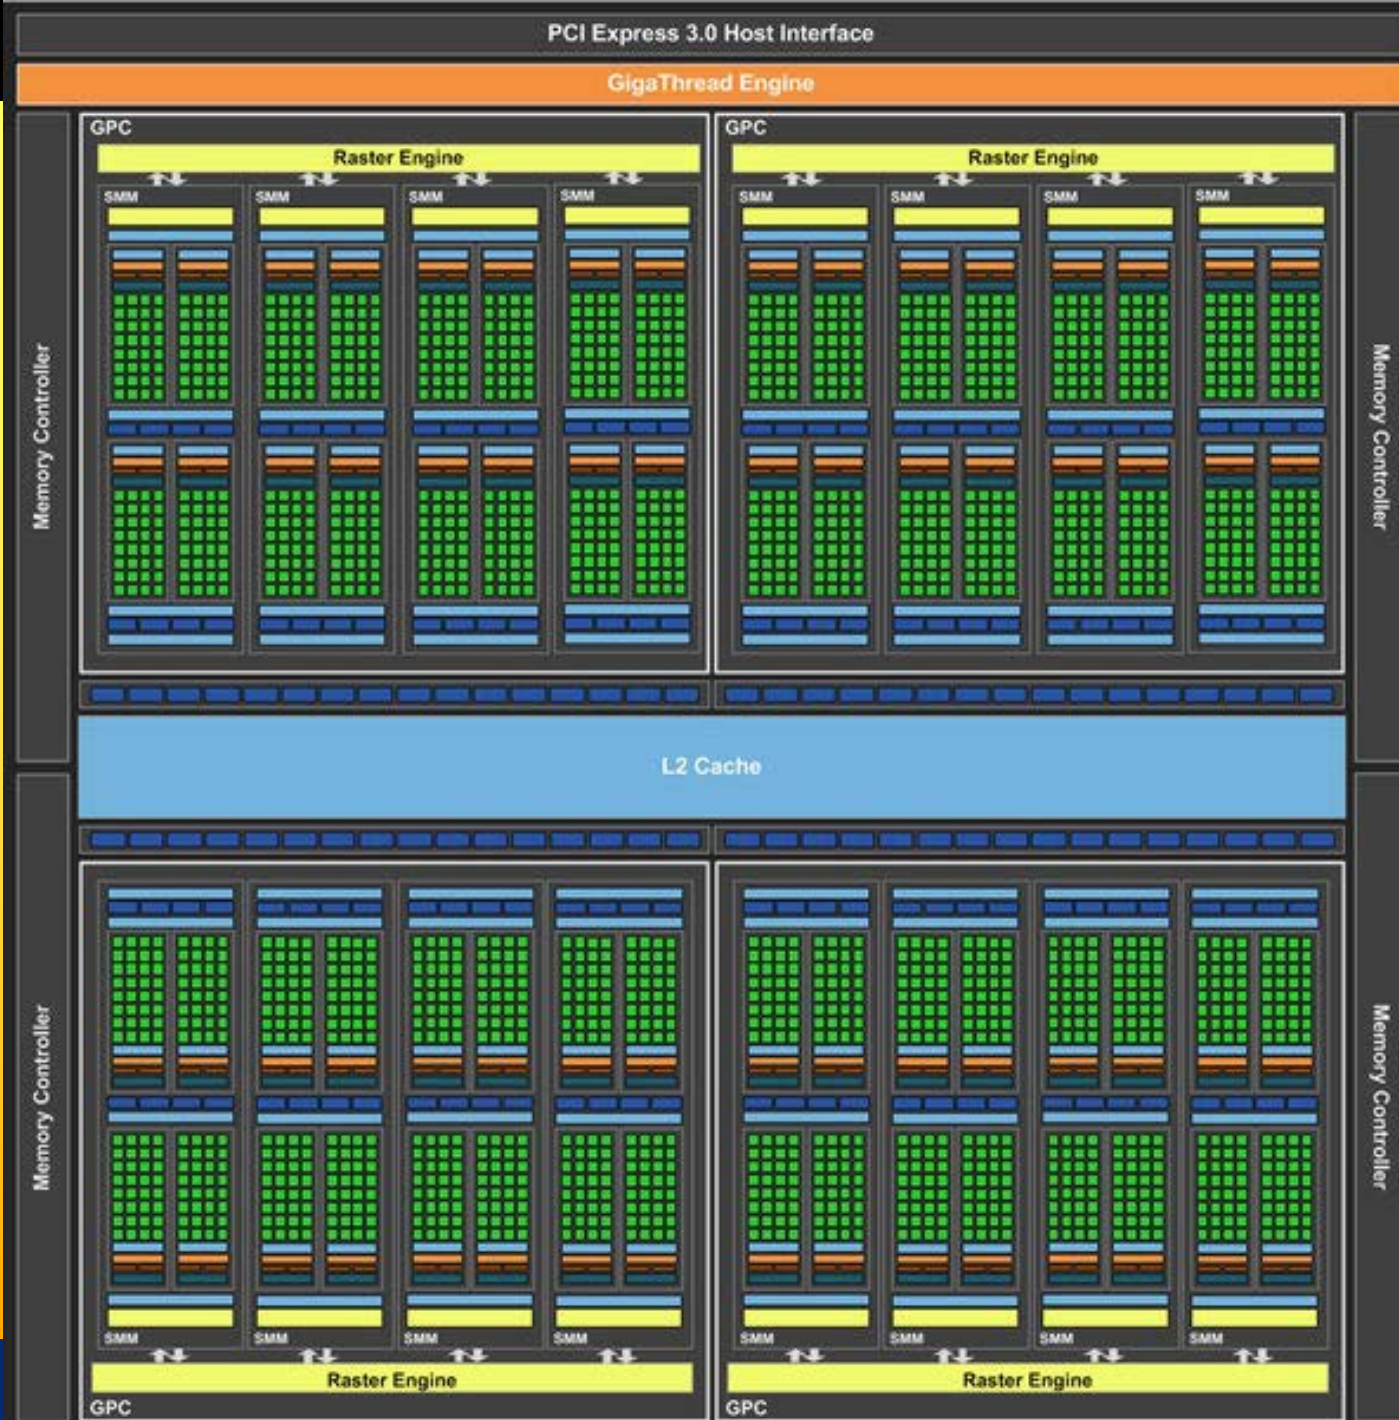 PCI Express 3.0 Host Interface
GigaThread Engine
GPC
Raster Engine
SMM SMM SMM SMM
GPC
Raster Engine
SMM SMM SMM SMM
Memory Controller
Memory Controller
L2 Cache
Memory Controller
Memory Controller
SMM SMM SMM SMM
Raster Engine
GPC
SMM SMM SMM SMM
Raster Engine
GPC